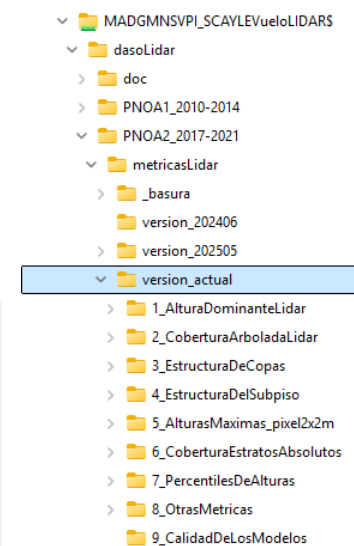 MADGMNSVPI_SCAYLEVueloLIDAR$
dasoLidar
doc
PNOA1_2010-2014
PNOA2_2017-2021
metricasLidar
_basura
version_202406
version_202505
version_actual
1_AlturaDominanteLidar
2_CoberturaArboladaLidar
3_EstructuraDeCopas
4_EstructuraDelSubpiso
5_AlturasMaximas_pixel2x2m
6_CoberturaEstratosAbsolutos
7_PercentilesDeAlturas
8_OtrasMetricas
9_CalidadDeLosModelos